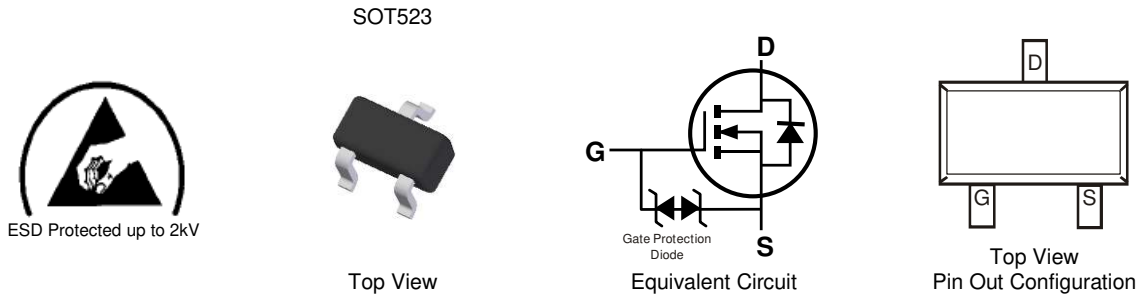 SOT523
ESD Protected up to 2kV
Top View
D
G
S
Gate Protection
Diode
Equivalent Circuit
D
G
S
Top View
Pin Out Configuration